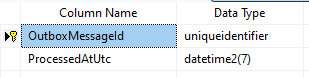 Column Name Data Type
OutboxMessageId uniqueidentifier
ProcessedAtUtc datetime2(7)